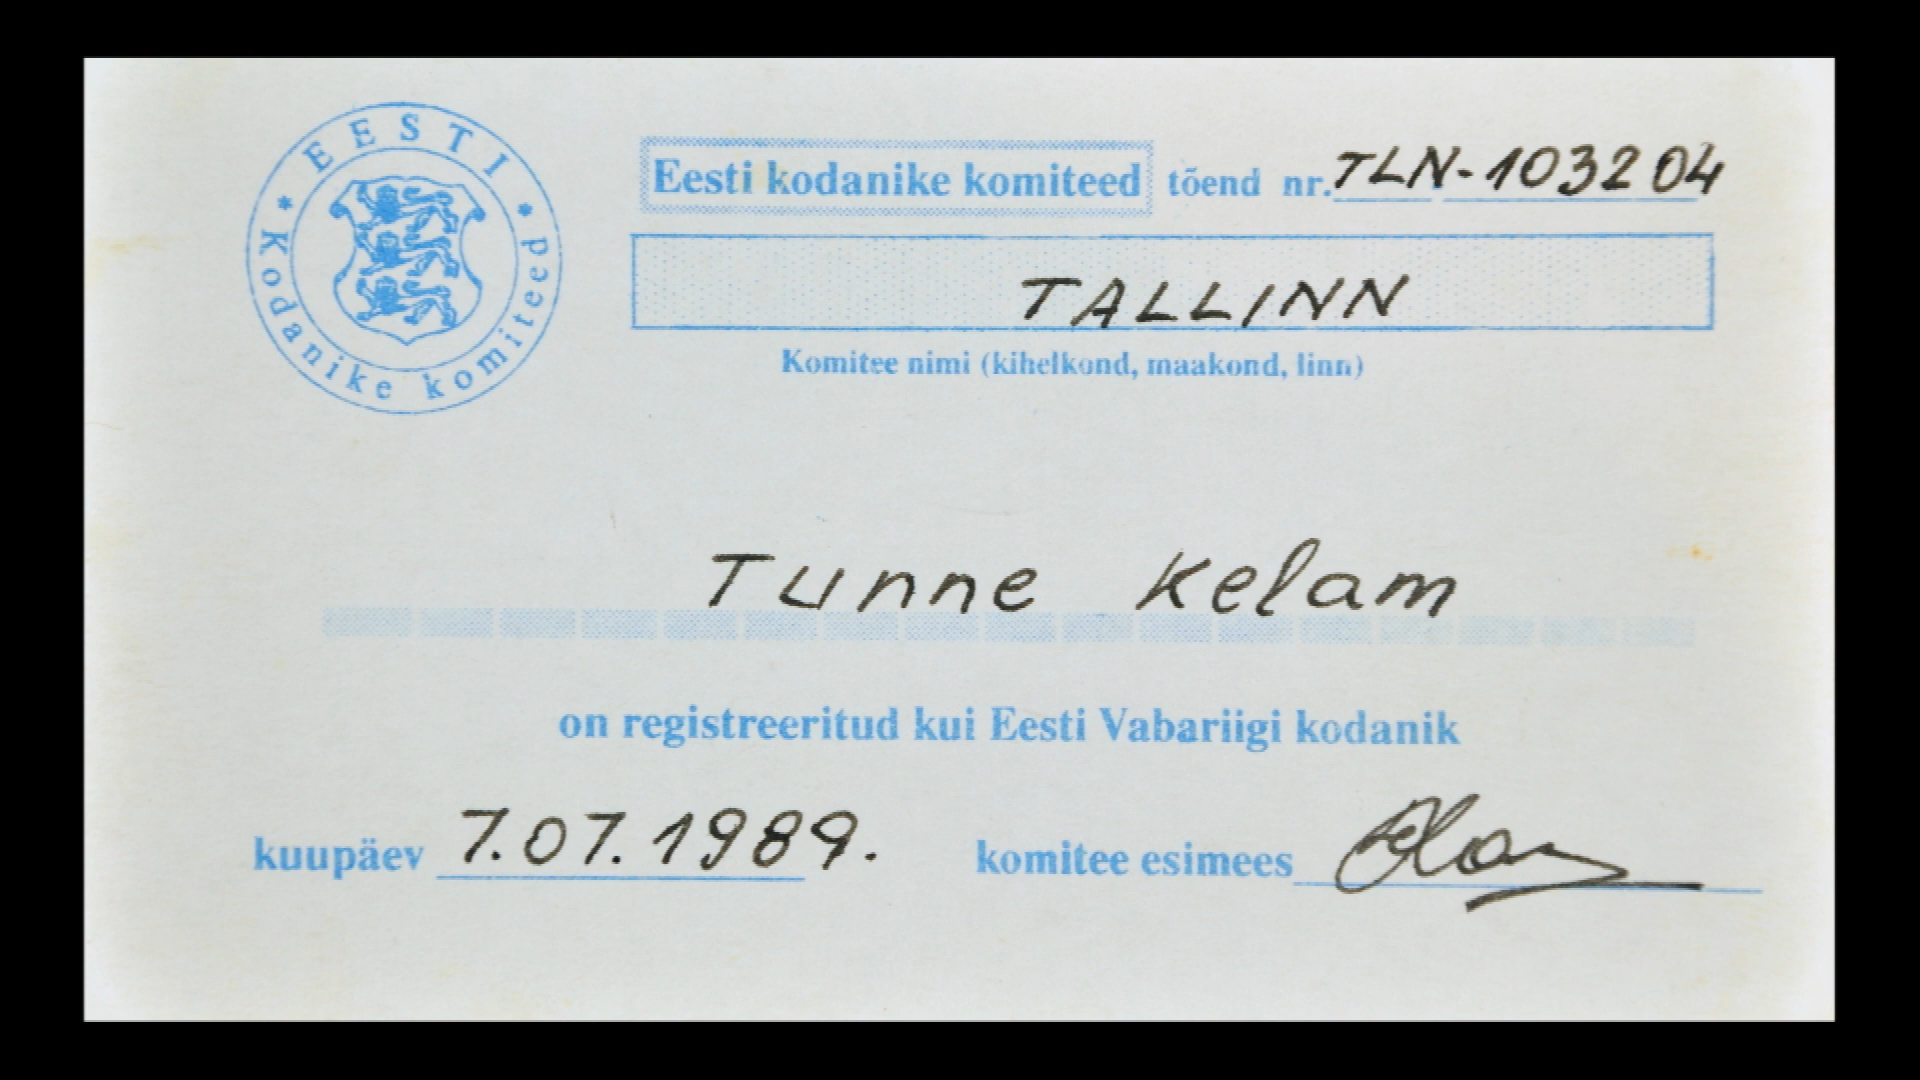 * EESTI *
Kodanike komiteed
Eesti kodanike komiteed tõend nr. TLN-103204
TALLINN
Komitee nimi (kihelkond, maakond, linn)
Tunne Kelam
on registreeritud kui Eesti Vabariigi kodanik
kuupäev 7.07.1989. komitee esimees